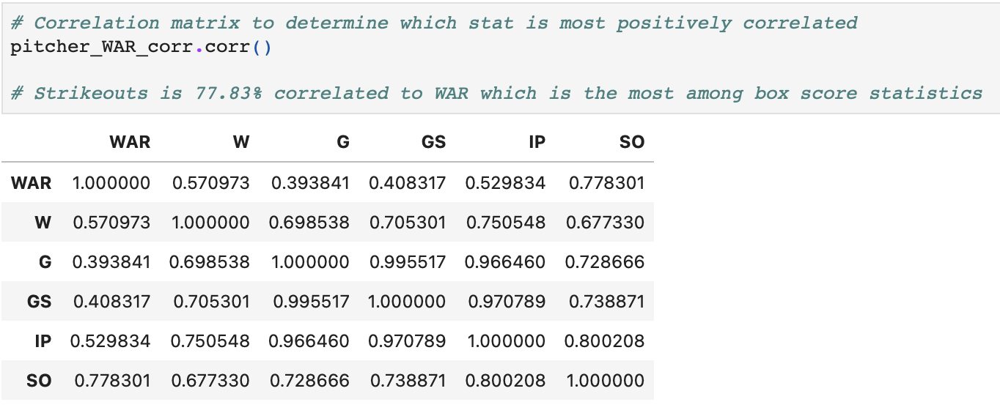 # Correlation matrix to determine which stat is most positively correlated
pitcher_WAR_corr.corr()
# Strikeouts is 77.83% correlated to WAR which is the most among box score statistics
WAR W G GS IP SO
WAR 1.000000 0.570973 0.393841 0.408317 0.529834 0.778301
W 0.570973 1.000000 0.698538 0.705301 0.750548 0.677330
G 0.393841 0.698538 1.000000 0.995517 0.966460 0.728666
GS 0.408317 0.705301 0.995517 1.000000 0.970789 0.738871
IP 0.529834 0.750548 0.966460 0.970789 1.000000 0.800208
SO 0.778301 0.677330 0.728666 0.738871 0.800208 1.000000